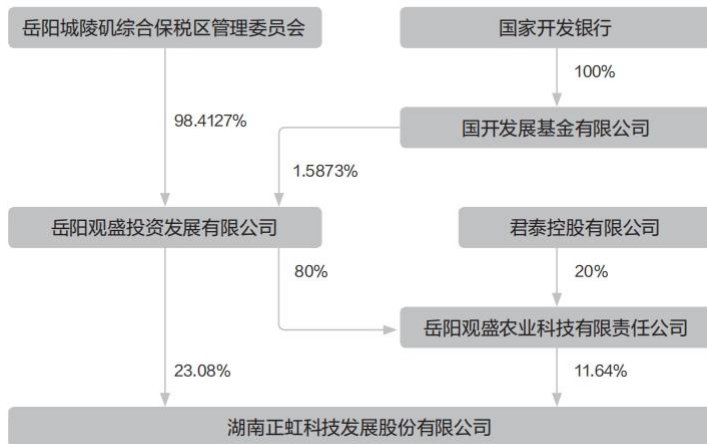 岳阳城陵矶综合保税区管理委员会
国家开发银行
100%
98.4127%
国开发展基金有限公司
1.5873%
岳阳观盛投资发展有限公司
君泰控股有限公司
80%
20%
岳阳观盛农业科技有限责任公司
23.08%
11.64%
湖南正虹科技发展股份有限公司